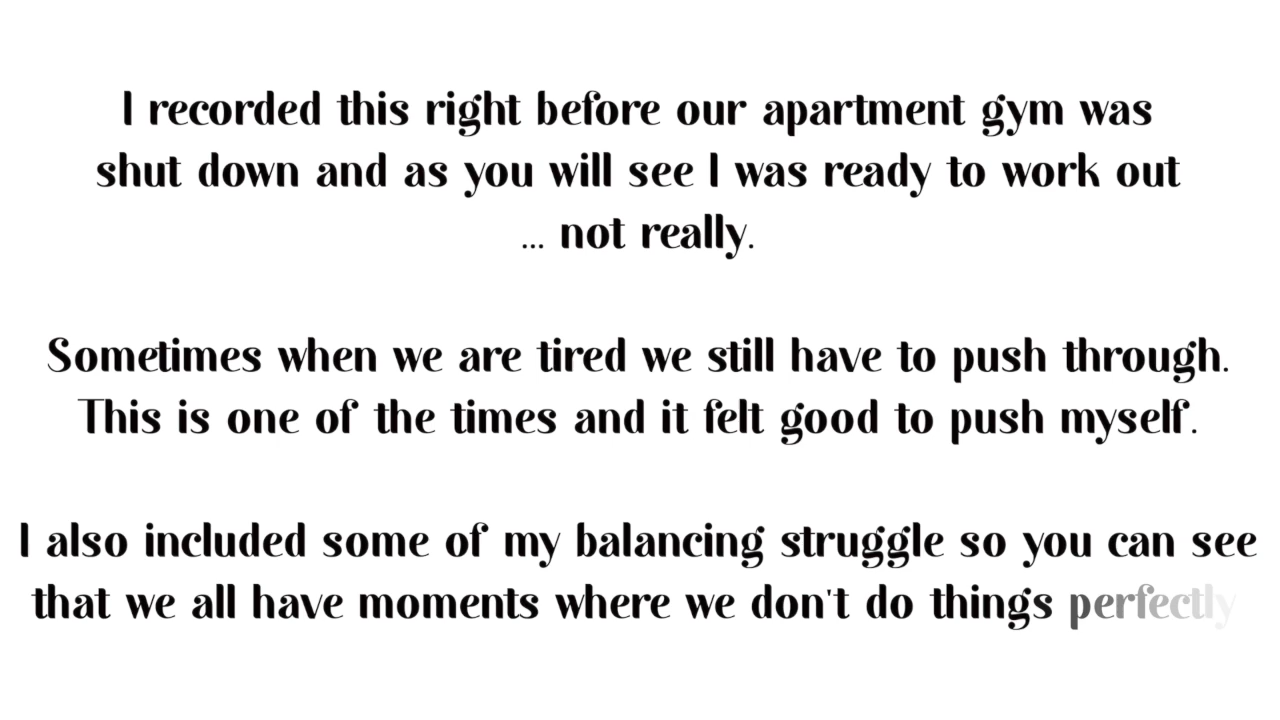 I recorded this right before our apartment gym was
shut down and as you will see I was ready to work out
... not really.
Sometimes when we are tired we still have to push through.
This is one of the times and it felt good to push myself.
I also included some of my balancing struggle so you can see
that we all have moments where we don't do things perfectly